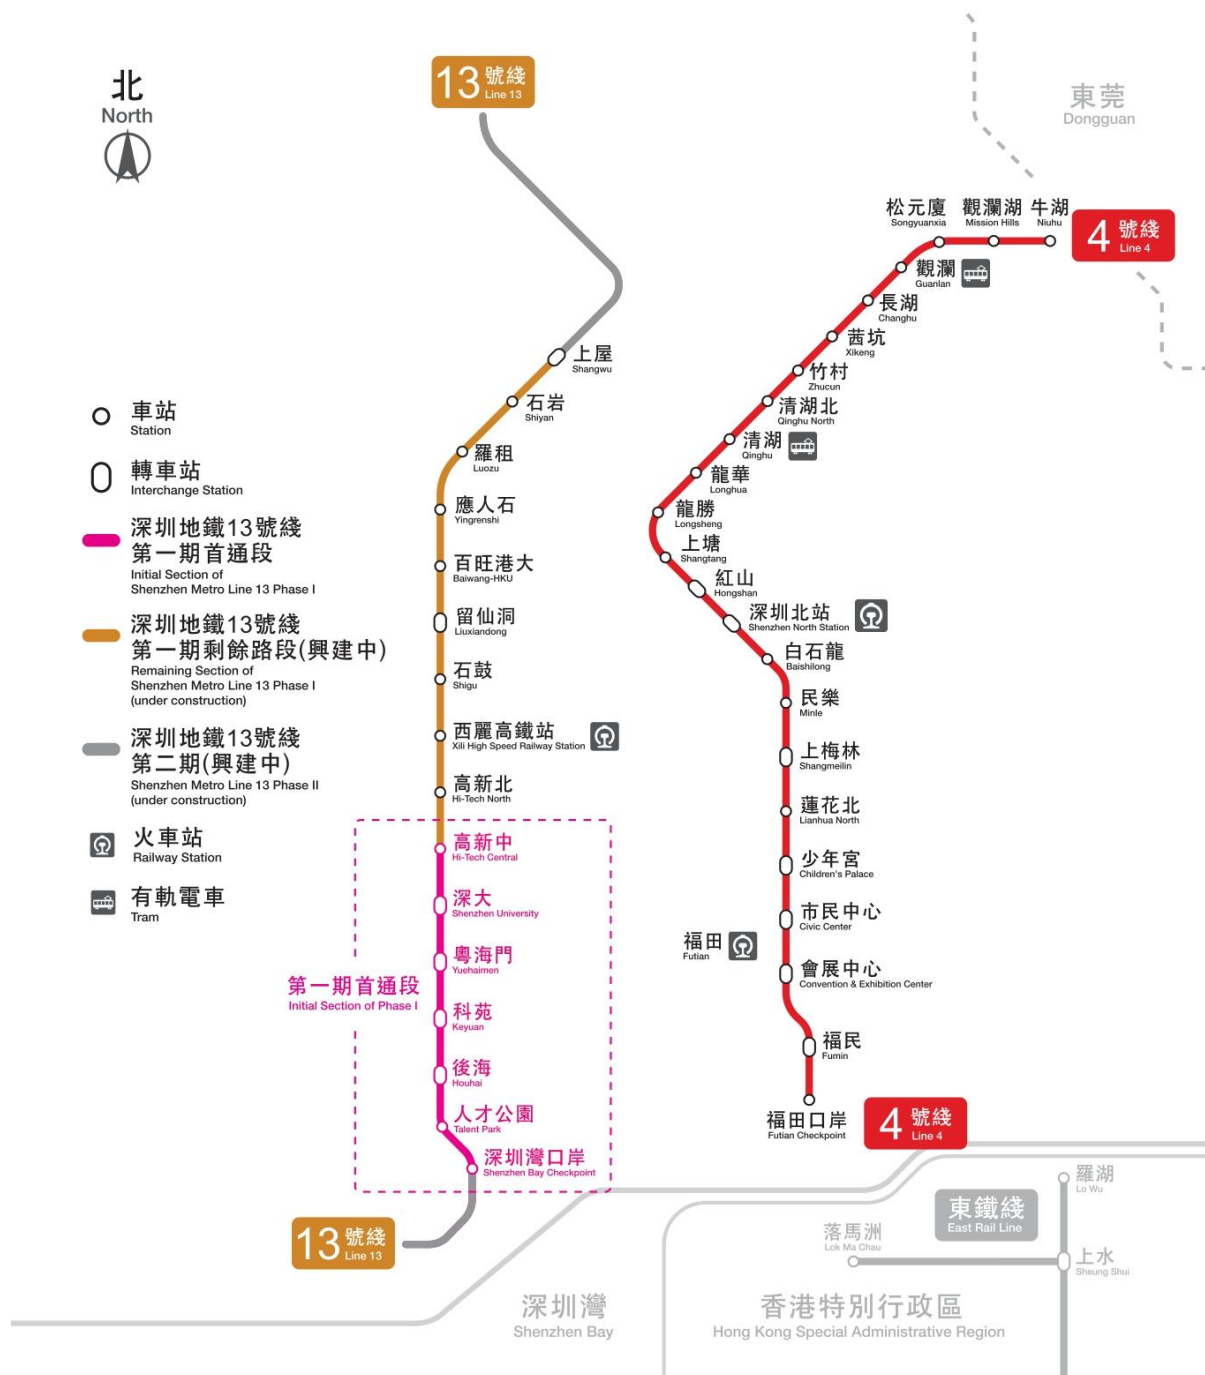 北
North
13 號綫
Line 13
東莞
Dongguan
松元廈
Songyuanxia
觀瀾湖
Mission Hills
牛湖
Niuhu
4 號綫
Line 4
觀瀾
Guanlan
長湖
Changhu
茜坑
Xikeng
竹村
Zhucun
清湖北
Qinghu North
清湖
Qinghu
龍華
Longhua
龍勝
Longsheng
上塘
Shangtang
紅山
Hongshan
深圳北站
Shenzhen North Station
白石龍
Baishilong
民樂
Minle
上梅林
Shangmeilin
蓮花北
Lianhua North
少年宮
Children's Palace
市民中心
Civic Center
福田
Futian
會展中心
Convention & Exhibition Center
福民
Fumin
福田口岸
Futian Checkpoint
4 號綫
Line 4
上屋
Shangwu
石岩
Shiyan
羅租
Luozu
應人石
Yingrenshi
百旺港大
Baiwang-HKU
留仙洞
Liuxiandong
石鼓
Shigu
西麗高鐵站
Xili High Speed Railway Station
高新北
Hi-Tech North
高新中
Hi-Tech Central
深大
Shenzhen University
粵海門
Yuehaimen
科苑
Keyuan
後海
Houhai
人才公園
Talent Park
深圳灣口岸
Shenzhen Bay Checkpoint
第一期首通段
Initial Section of Phase I
13 號綫
Line 13
車站
Station
轉車站
Interchange Station
深圳地鐵13號綫
第一期首通段
Initial Section of
Shenzhen Metro Line 13 Phase I
深圳地鐵13號綫
第一期剩餘路段(興建中)
Remaining Section of
Shenzhen Metro Line 13 Phase I
(under construction)
深圳地鐵13號綫
第二期(興建中)
Shenzhen Metro Line 13 Phase II
(under construction)
火車站
Railway Station
有軌電車
Tram
羅湖
Lo Wu
東鐵綫
East Rail Line
落馬洲
Lok Ma Chau
上水
Sheung Shui
深圳灣
Shenzhen Bay
香港特別行政區
Hong Kong Special Administrative Region